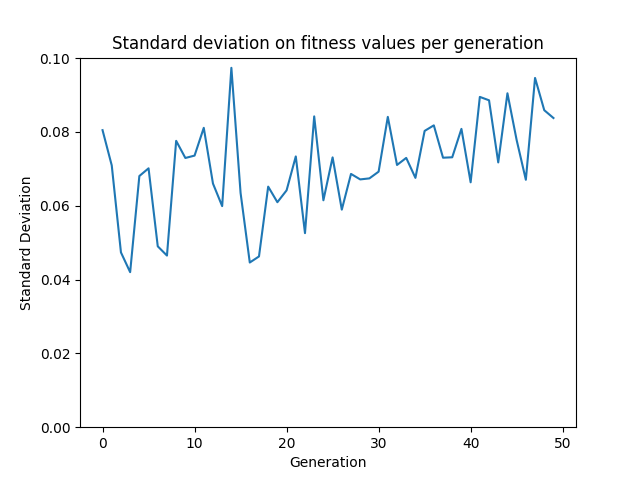 Standard deviation on fitness values per generation
0.10
0.08
0.06
0.04
0.02
0.00
Standard Deviation
0 10 20 30 40 50
Generation